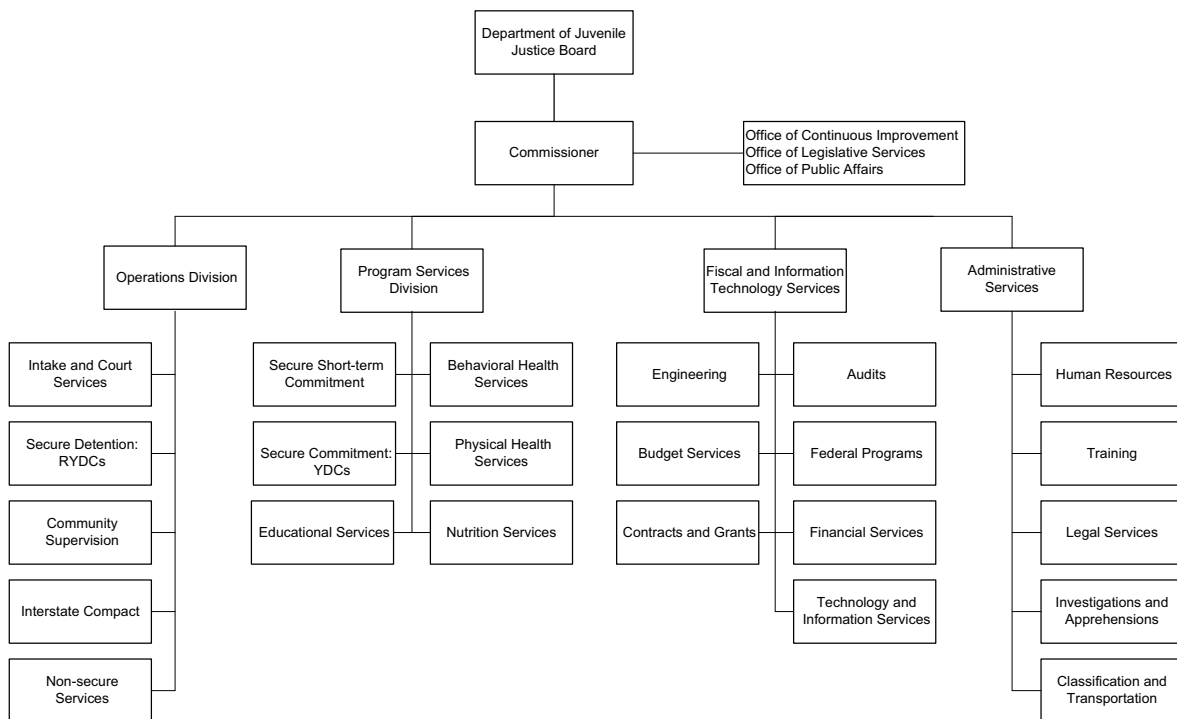 Department of Juvenile
Justice Board
Commissioner
Office of Continuous Improvement
Office of Legislative Services
Office of Public Affairs
Operations Division
Program Services
Division
Fiscal and Information
Technology Services
Administrative
Services
Intake and Court
Services
Secure Detention:
RYDCs
Community
Supervision
Interstate Compact
Non-secure
Services
Secure Short-term
Commitment
Behavioral Health
Services
Secure Commitment:
YDCs
Physical Health
Services
Educational Services
Nutrition Services
Engineering
Audits
Budget Services
Federal Programs
Contracts and Grants
Financial Services
Technology and
Information Services
Human Resources
Training
Legal Services
Investigations and
Apprehensions
Classification and
Transportation